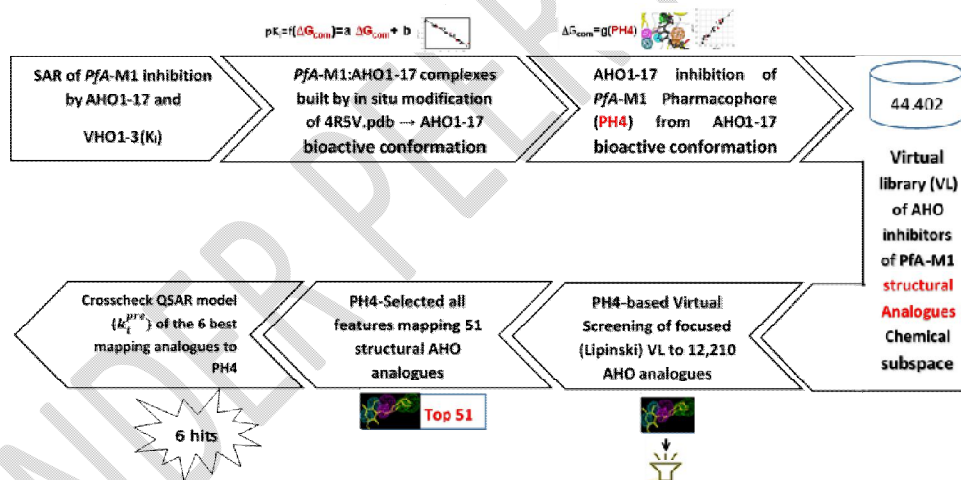 pKᵢ=f(ΔG_com)=a ΔG_com + b
ΔG_com=g(PH4)
SAR of PfA-M1 inhibition
by AHO1-17 and
VHO1-3(Kᵢ)
PfA-M1:AHO1-17 complexes
built by in situ modification
of 4R5V.pdb → AHO1-17
bioactive conformation
AHO1-17 inhibition of
PfA-M1 Pharmacophore
(PH4) from AHO1-17
bioactive conformation
44.402
Virtual
library (VL)
of AHO
inhibitors
of PfA-M1
structural
Analogues
Chemical
subspace
PH4-based Virtual
Screening of focused
(Lipinski) VL to 12,210
AHO analogues
PH4-Selected all
features mapping 51
structural AHO
analogues
Top 51
Crosscheck QSAR model
of the 6 best
mapping analogues to
PH4
6 hits
NDER PEER